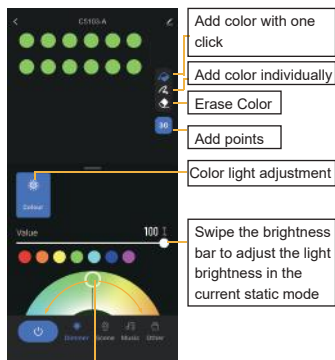 C5103-A
Add color with one
click
Add color individually
Erase Color
30
Add points
Color light adjustment
Colour
Value
100 %
Swipe the brightness
bar to adjust the light
brightness in the
current static mode
Dimmer Scene Music Other